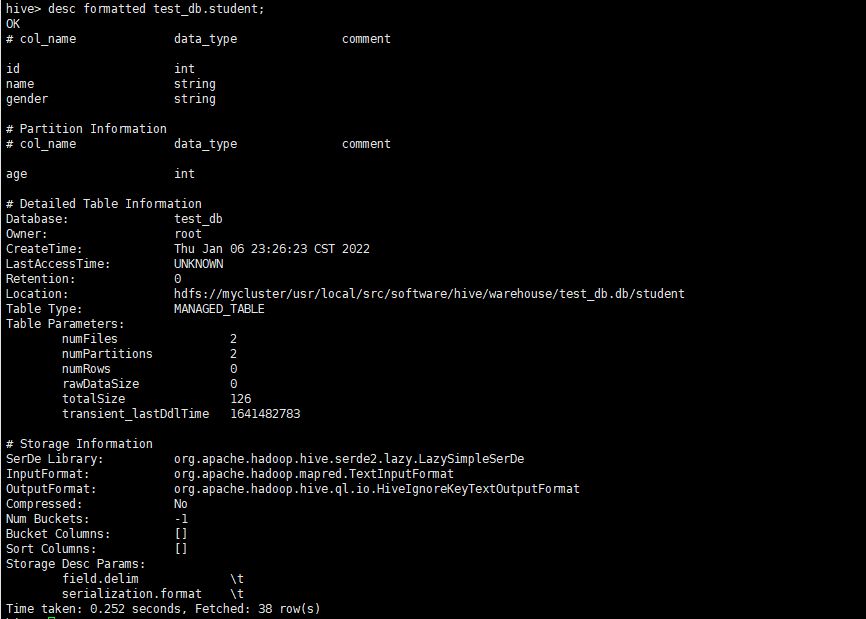 hive> desc formatted test_db.student;
OK
# col_name data_type comment
id int
name string
gender string
# Partition Information
# col_name data_type comment
age int
# Detailed Table Information
Database: test_db
Owner: root
CreateTime: Thu Jan 06 23:26:23 CST 2022
LastAccessTime: UNKNOWN
Retention: 0
Location: hdfs://mycluster/usr/local/src/software/hive/warehouse/test_db.db/student
Table Type: MANAGED_TABLE
Table Parameters:
numFiles 2
numPartitions 2
numRows 0
rawDataSize 0
totalSize 126
transient_lastDdlTime 1641482783
# Storage Information
SerDe Library: org.apache.hadoop.hive.serde2.lazy.LazySimpleSerDe
InputFormat: org.apache.hadoop.mapred.TextInputFormat
OutputFormat: org.apache.hadoop.hive.ql.io.HiveIgnoreKeyTextOutputFormat
Compressed: No
Num Buckets: -1
Bucket Columns: []
Sort Columns: []
Storage Desc Params:
field.delim \t
serialization.format \t
Time taken: 0.252 seconds, Fetched: 38 row(s)